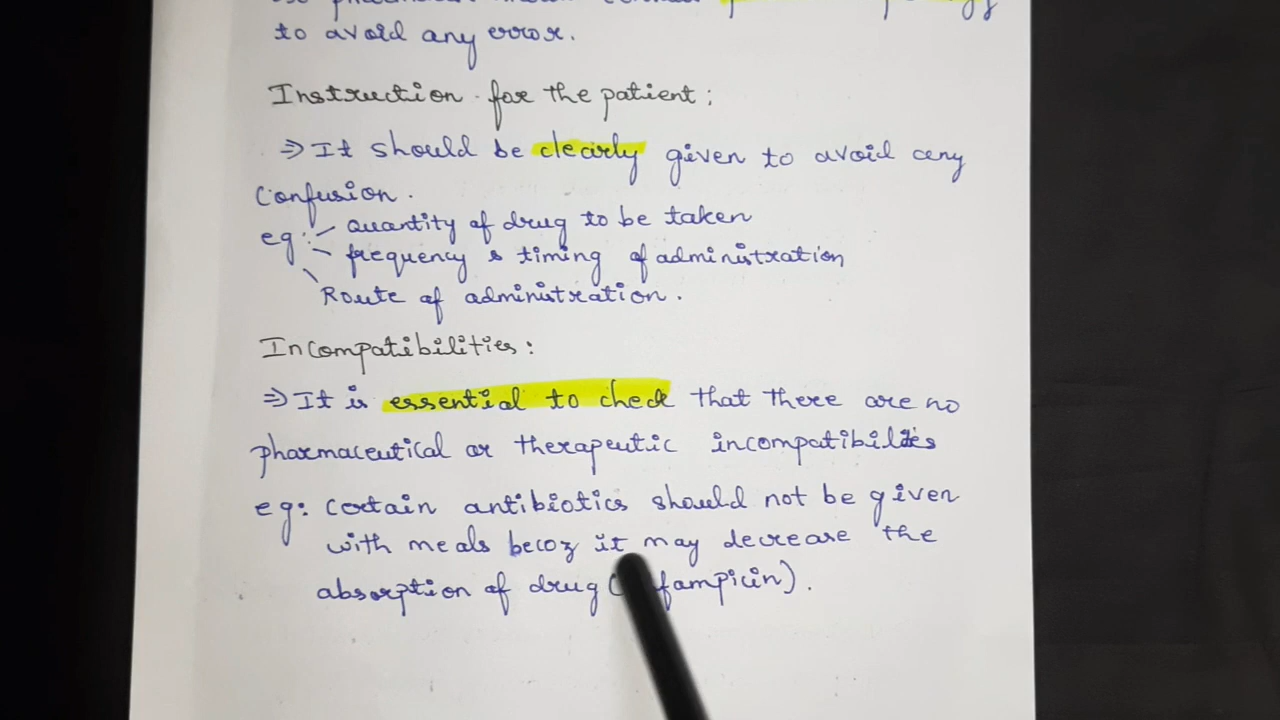 to avoid any error.
Instruction for the patient:
⇒ It should be clearly given to avoid any
confusion.
eg:- quantity of drug to be taken
- frequency & timing of administration
\ Route of administration.
Incompatibilities:
⇒ It is essential to check that there are no
pharmaceutical or therapeutic incompatibilities
eg: certain antibiotics should not be given
with meals becoz it may decrease the
absorption of drug (